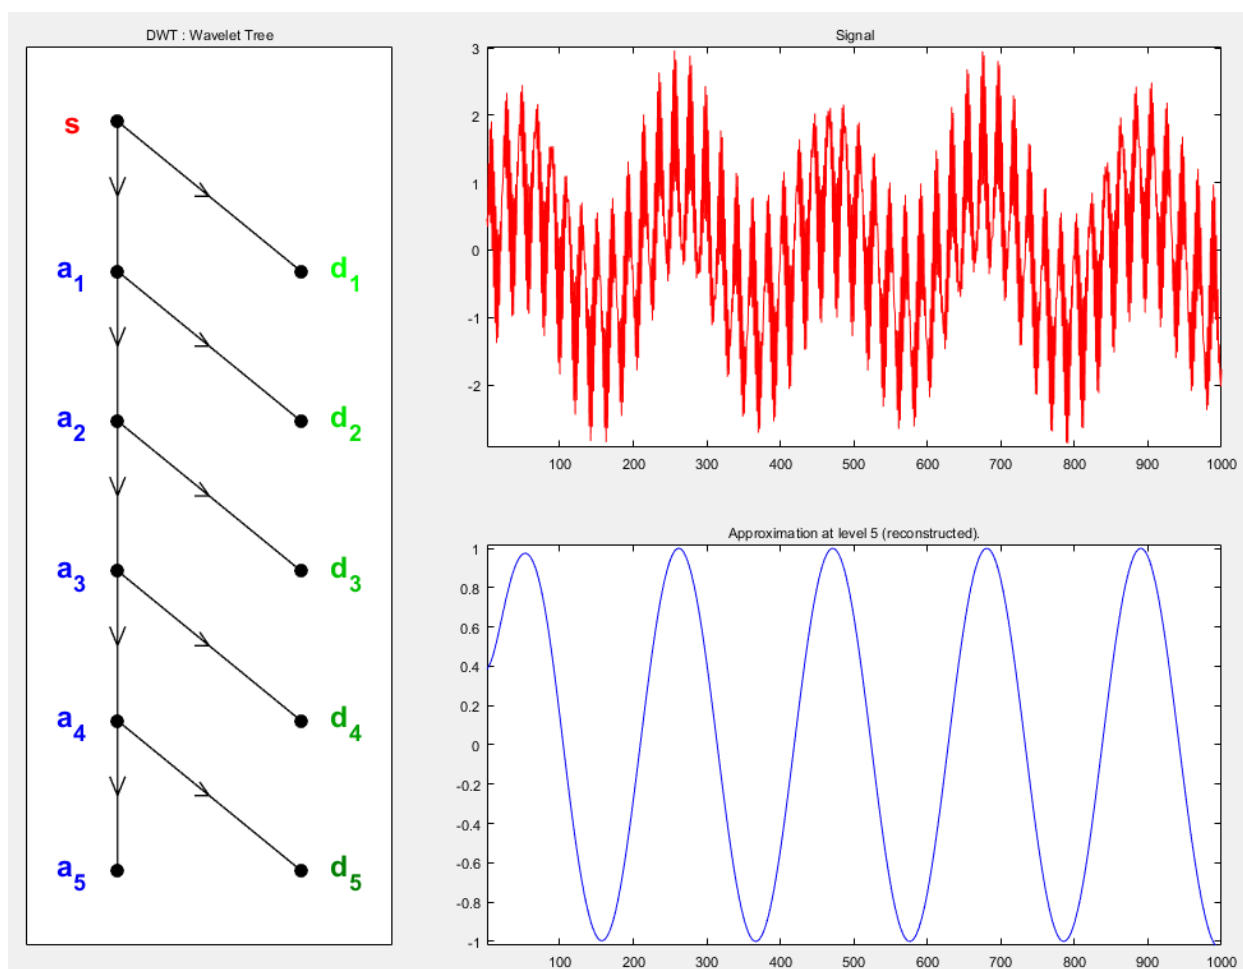 DWT : Wavelet Tree
s
a1
d1
a2
d2
a3
d3
a4
d4
a5
d5
Signal
3
2
1
0
-1
-2
100 200 300 400 500 600 700 800 900 1000
Approximation at level 5 (reconstructed).
1
0.8
0.6
0.4
0.2
0
-0.2
-0.4
-0.6
-0.8
-1
100 200 300 400 500 600 700 800 900 1000